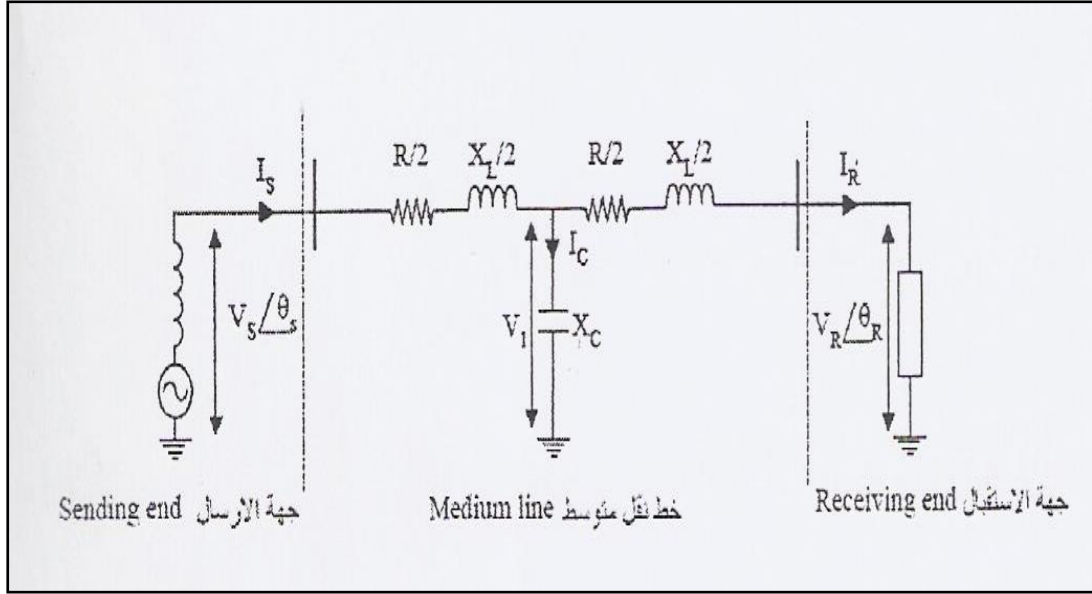 R/2 X_L/2 R/2 X_L/2
I_S
I_R
I_C
V_S∠θ_s
V_1
X_C
V_R∠θ_R
Sending end جهة الارسال
Medium line خط نقل متوسط
Receiving end جهة الاستقبال